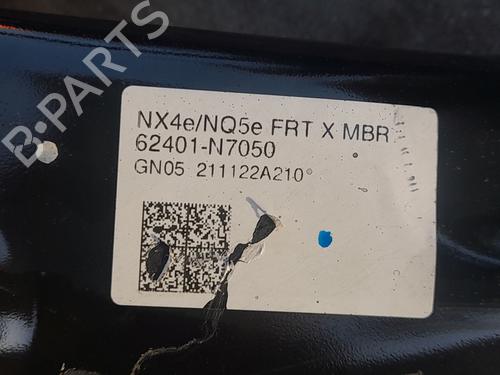 NX4e/NQ5e FRT X MBR
62401-N7050
GN05 211122A210
B-Parts